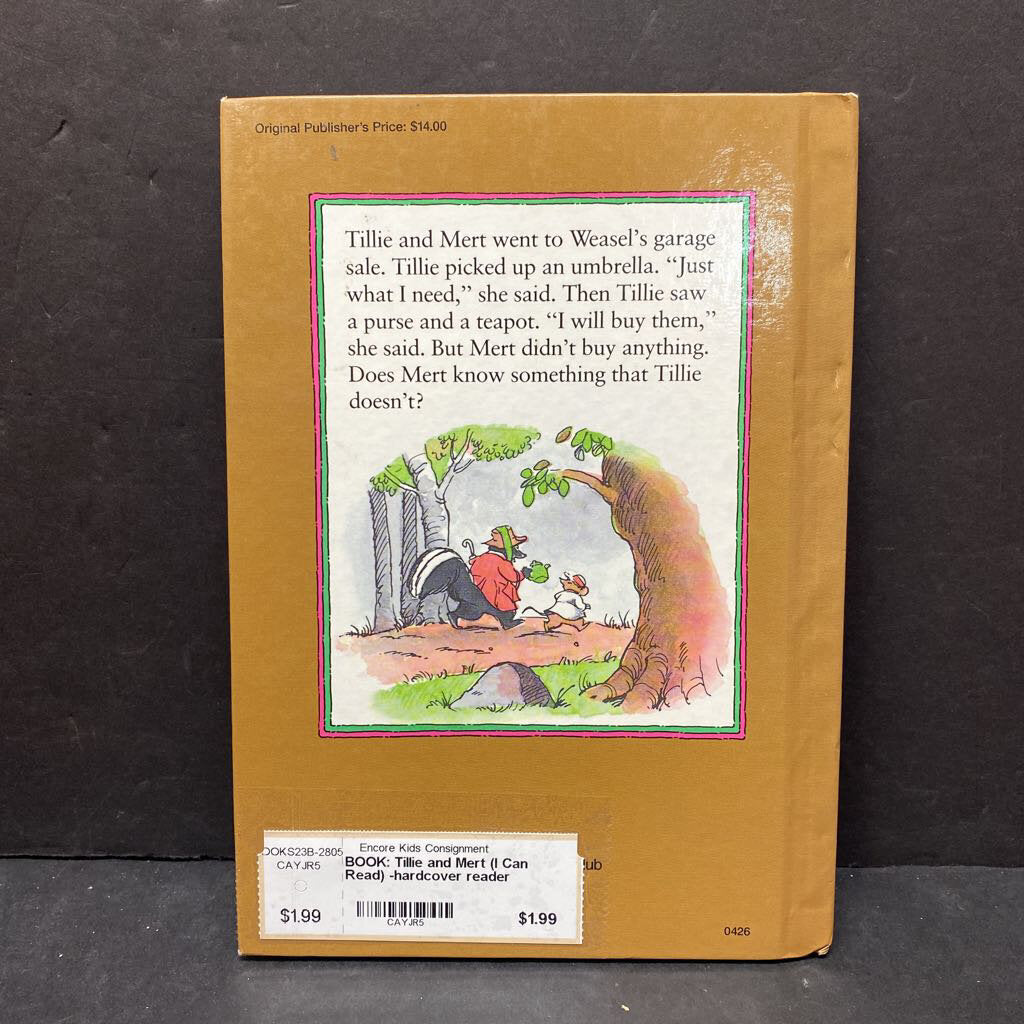 Original Publisher's Price: $14.00
Tillie and Mert went to Weasel's garage
sale. Tillie picked up an umbrella. “Just
what I need,” she said. Then Tillie saw
a purse and a teapot. “I will buy them,”
she said. But Mert didn't buy anything.
Does Mert know something that Tillie
doesn't?
OOKS23B-2805
CAYJR5
$1.99
Encore Kids Consignment
BOOK: Tillie and Mert (I Can
Read) -hardcover reader
CAYJR5
$1.99
0426